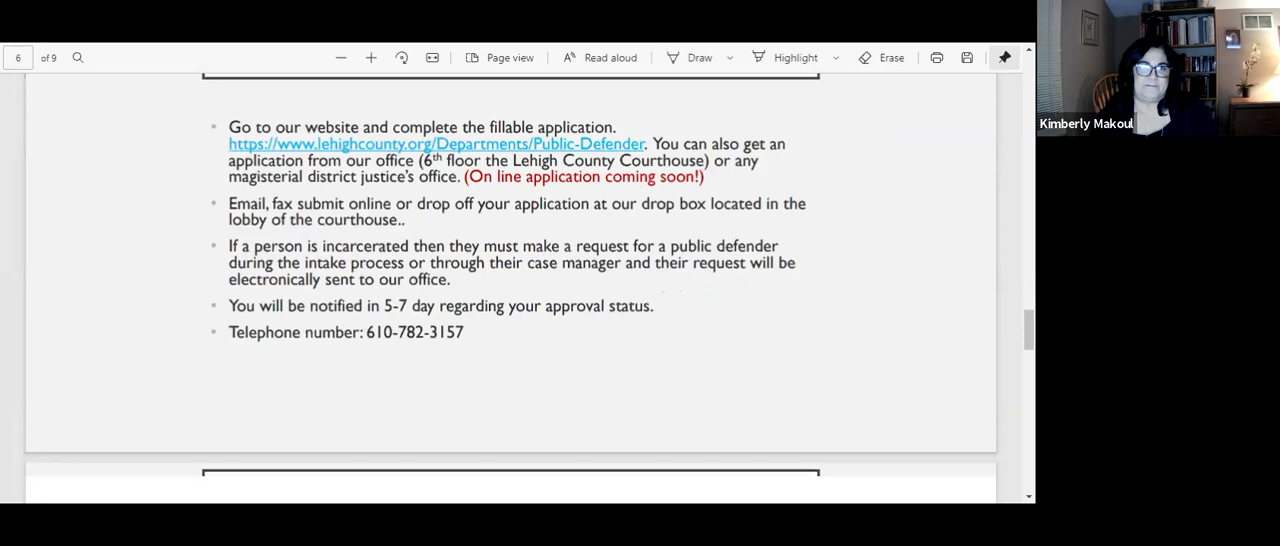 6 of 9 Page view Read aloud Draw Highlight Erase
Kimberly Makoul
• Go to our website and complete the fillable application.
https://www.lehighcounty.org/Departments/Public-Defender. You can also get an
application from our office (6th floor the Lehigh County Courthouse) or any
magisterial district justice's office. (On line application coming soon!)
• Email, fax submit online or drop off your application at our drop box located in the
lobby of the courthouse..
• If a person is incarcerated then they must make a request for a public defender
during the intake process or through their case manager and their request will be
electronically sent to our office.
• You will be notified in 5-7 day regarding your approval status.
• Telephone number: 610-782-3157